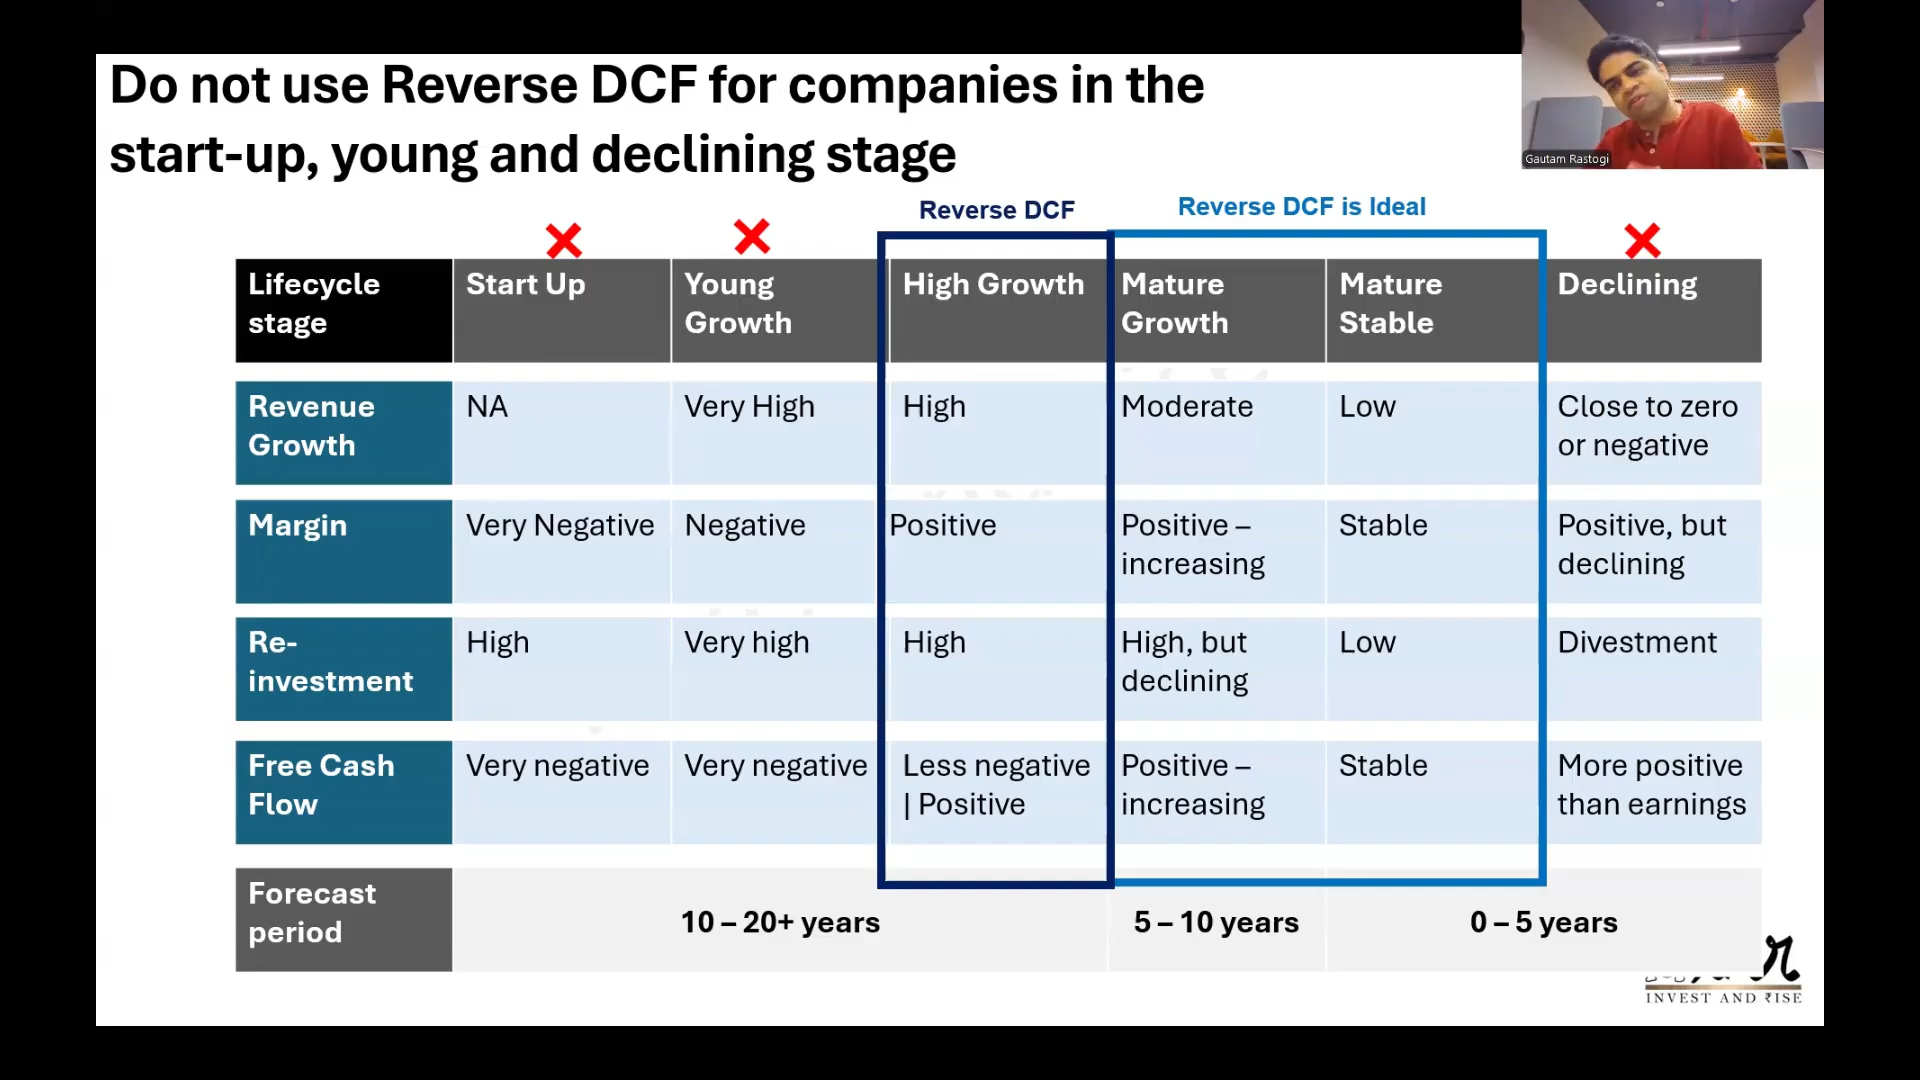 Do not use Reverse DCF for companies in the
start-up, young and declining stage
Gautam Rastogi
Reverse DCF
Reverse DCF is Ideal
Lifecycle
stage
Start Up
Young
Growth
High Growth
Mature
Growth
Mature
Stable
Declining
Revenue
Growth
NA
Very High
High
Moderate
Low
Close to zero
or negative
Margin
Very Negative
Negative
Positive
Positive –
increasing
Stable
Positive, but
declining
Re-
investment
High
Very high
High
High, but
declining
Low
Divestment
Free Cash
Flow
Very negative
Very negative
Less negative
| Positive
Positive –
increasing
Stable
More positive
than earnings
Forecast
period
10 – 20+ years
5 – 10 years
0 – 5 years
INVEST AND ₹ISE